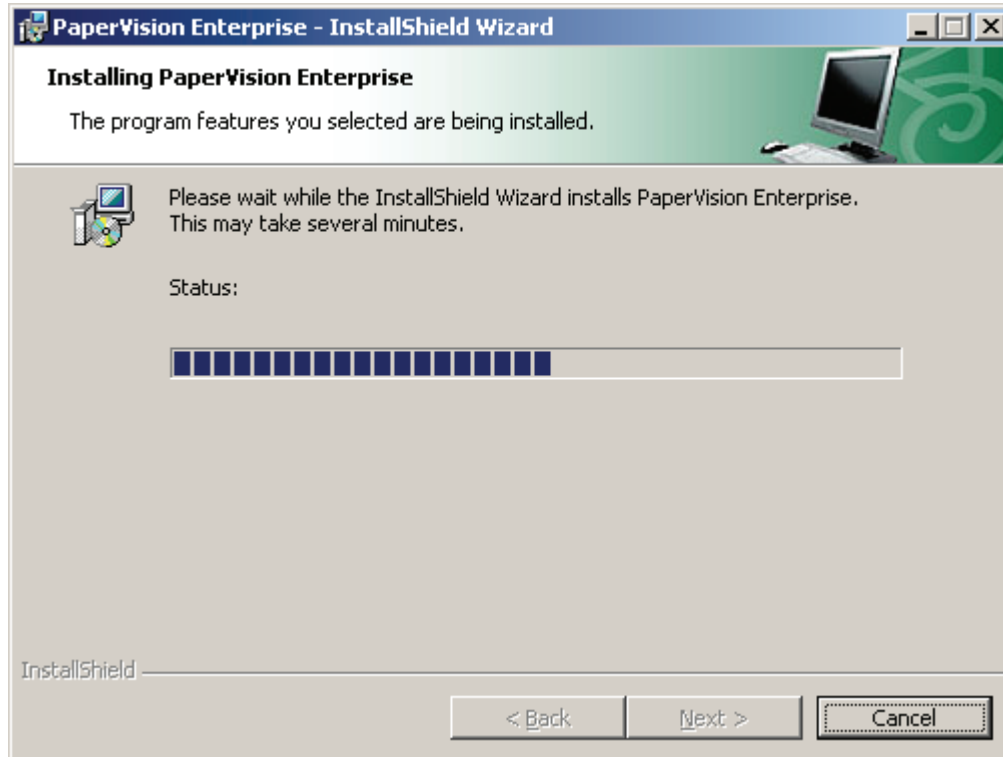 PaperVision Enterprise - InstallShield Wizard
Installing PaperVision Enterprise
The program features you selected are being installed.
Please wait while the InstallShield Wizard installs PaperVision Enterprise.
This may take several minutes.
Status:
InstallShield
< Back
Next >
Cancel